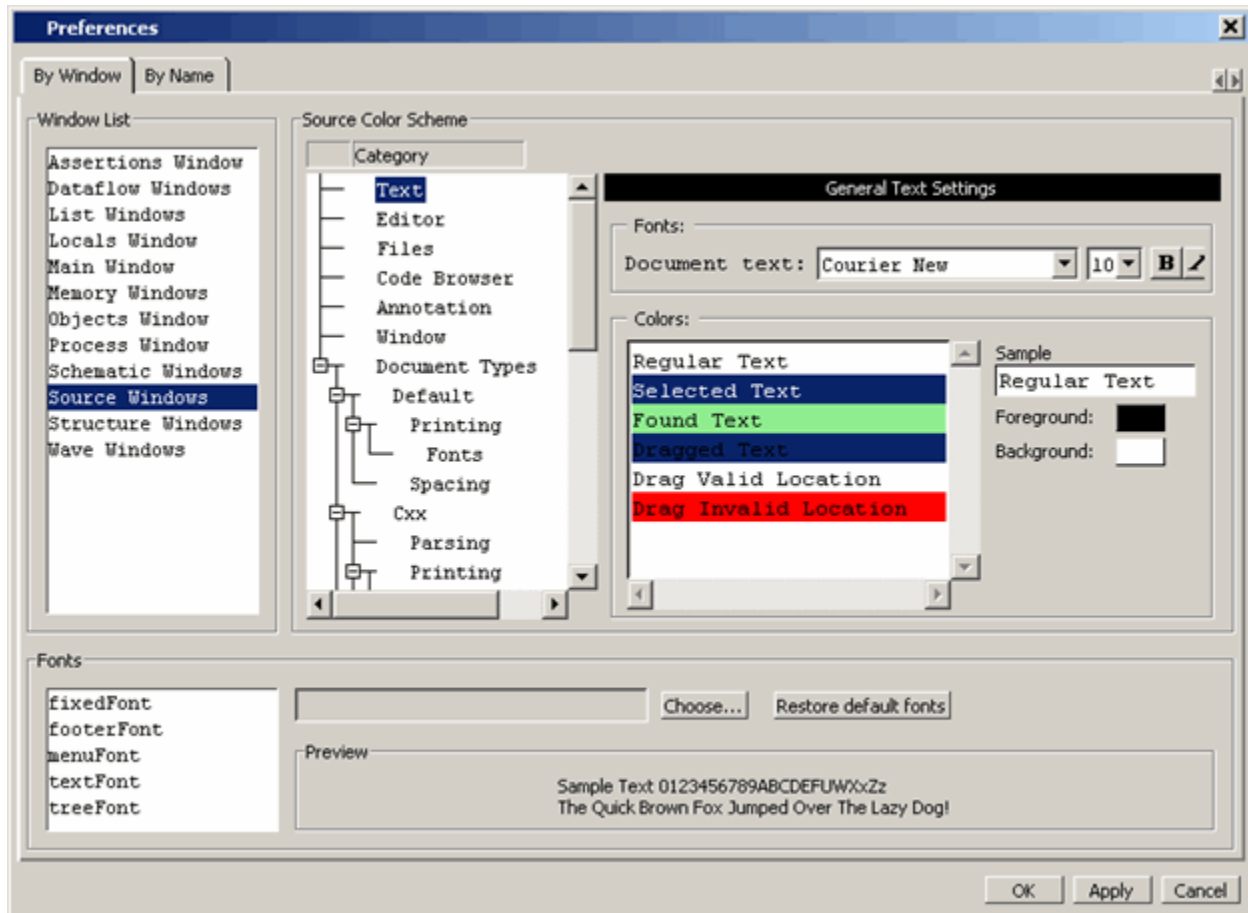 Preferences
By Window By Name
Window List
Assertions Window
Dataflow Windows
List Windows
Locals Window
Main Window
Memory Windows
Objects Window
Process Window
Schematic Windows
Source Windows
Structure Windows
Wave Windows
Source Color Scheme
Category
Text
Editor
Files
Code Browser
Annotation
Window
Document Types
Default
Printing
Fonts
Spacing
Cxx
Parsing
Printing
General Text Settings
Fonts:
Document text: Courier New 10 B I
Colors:
Regular Text
Selected Text
Found Text
Dragged Text
Drag Valid Location
Drag Invalid Location
Sample
Regular Text
Foreground:
Background:
Fonts
fixedFont
footerFont
menuFont
textFont
treeFont
Choose... Restore default fonts
Preview
Sample Text 0123456789ABCDEFUWXxZz
The Quick Brown Fox Jumped Over The Lazy Dog!
OK Apply Cancel